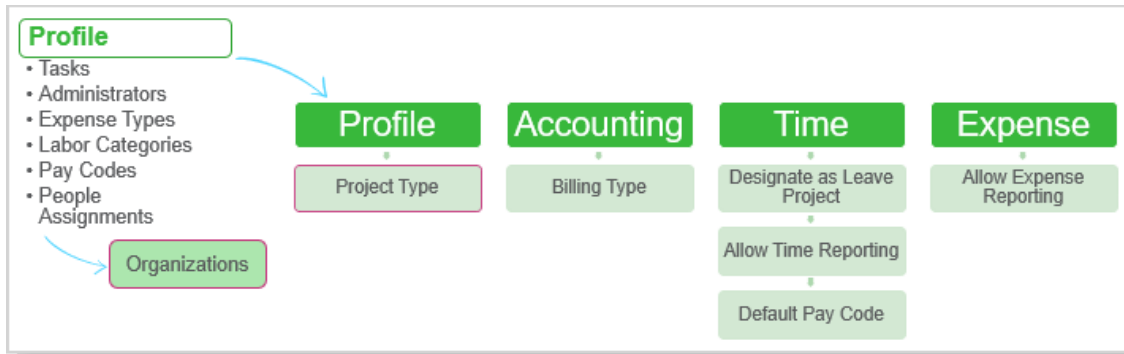 Profile
• Tasks
• Administrators
• Expense Types
• Labor Categories
• Pay Codes
• People
Assignments
Organizations
Profile
Project Type
Accounting
Billing Type
Time
Designate as Leave
Project
Allow Time Reporting
Default Pay Code
Expense
Allow Expense
Reporting